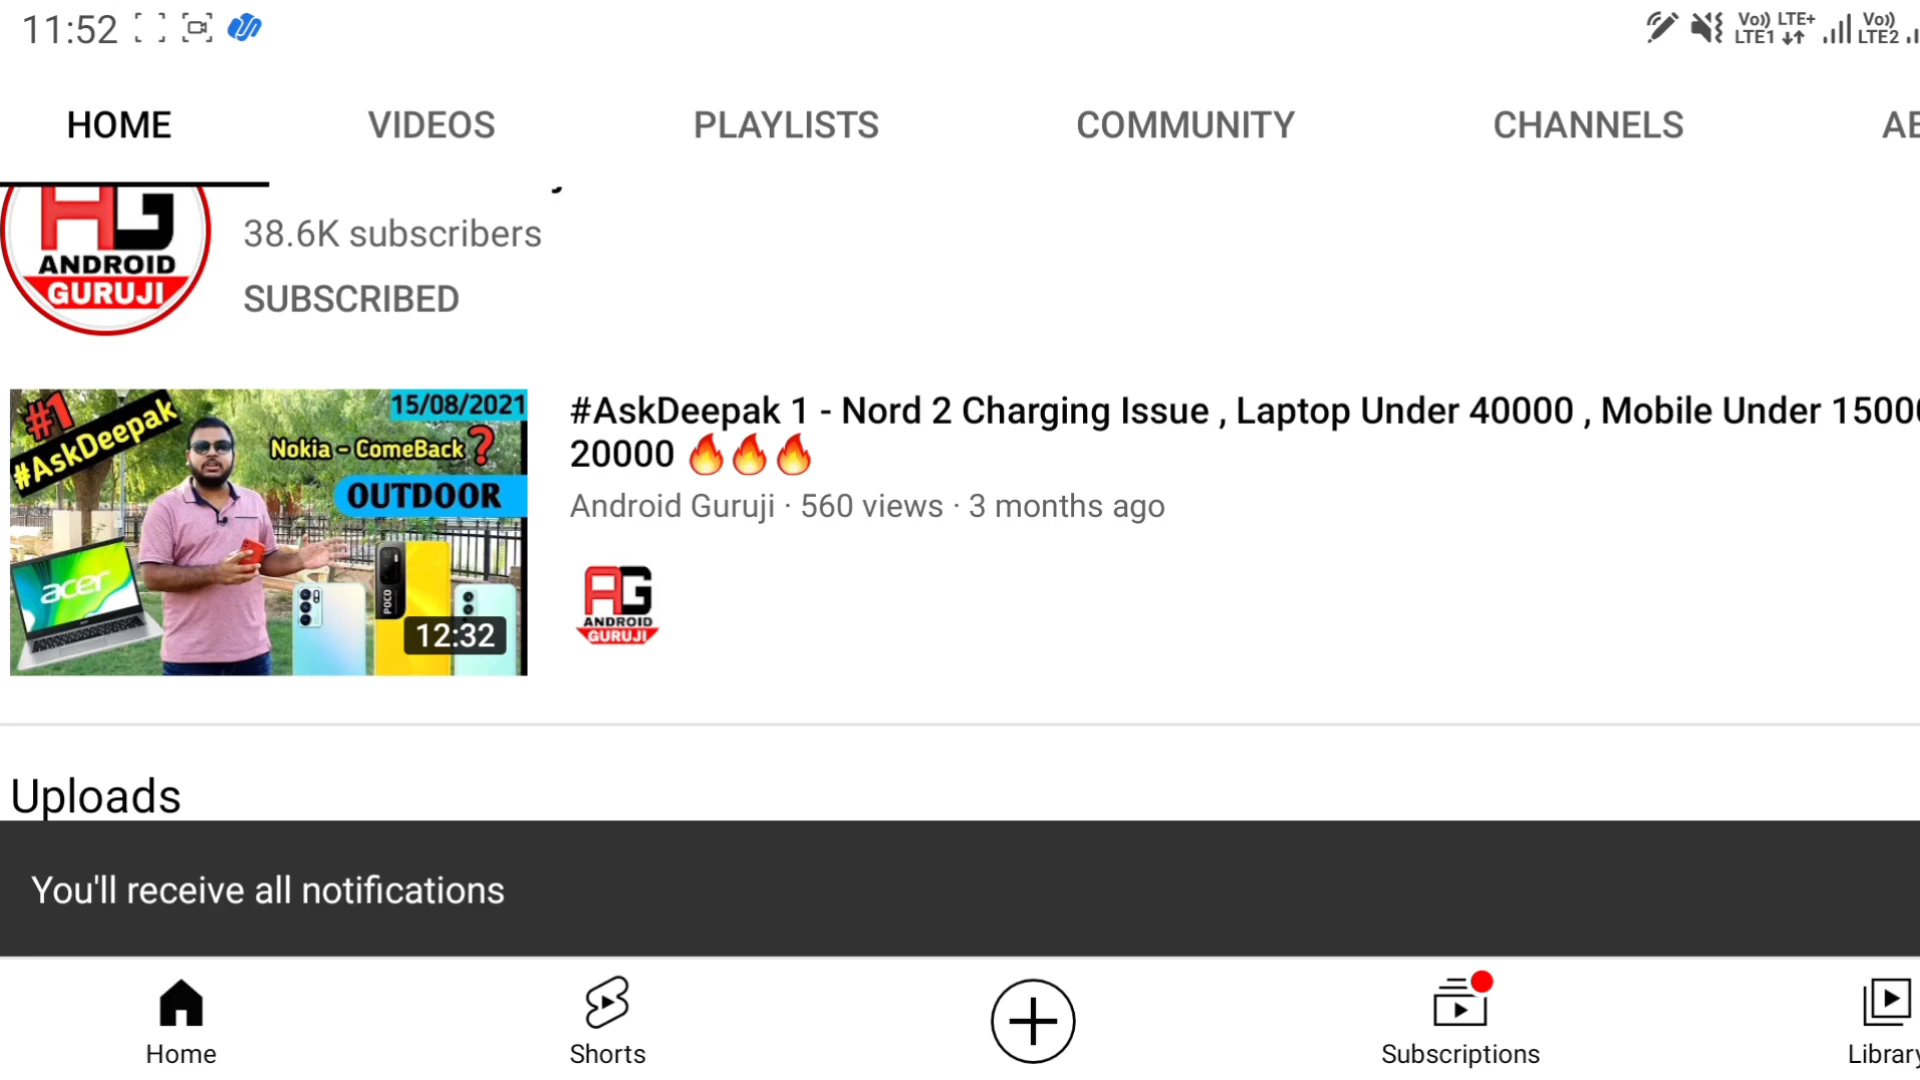 11:52
Vo)) LTE+
LTE1
Vo))
LTE2
HOME
VIDEOS
PLAYLISTS
COMMUNITY
CHANNELS
AG
ANDROID
GURUJI
38.6K subscribers
SUBSCRIBED
#1
#AskDeepak
15/08/2021
Nokia - ComeBack ?
OUTDOOR
acer
POCO
12:32
#AskDeepak 1 - Nord 2 Charging Issue , Laptop Under 40000 , Mobile Under
20000 🔥🔥🔥
Android Guruji · 560 views · 3 months ago
AG
ANDROID
GURUJI
Uploads
You'll receive all notifications
Home
Shorts
Subscriptions
Library